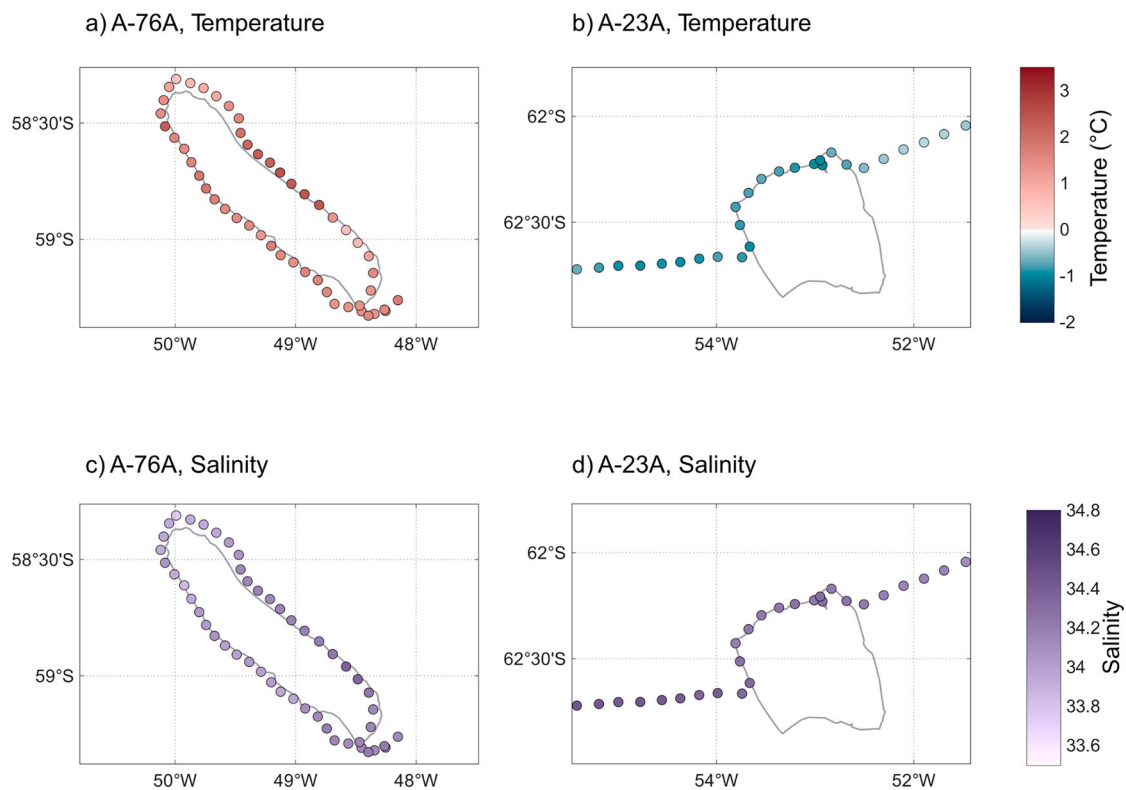 a) A-76A, Temperature
b) A-23A, Temperature
58°30'S
59°S
50°W
49°W
48°W
62°S
62°30'S
54°W
52°W
3
2
1
0
-1
-2
Temperature (°C)
c) A-76A, Salinity
d) A-23A, Salinity
58°30'S
59°S
50°W
49°W
48°W
62°S
62°30'S
54°W
52°W
34.8
34.6
34.4
34.2
34
33.8
33.6
Salinity